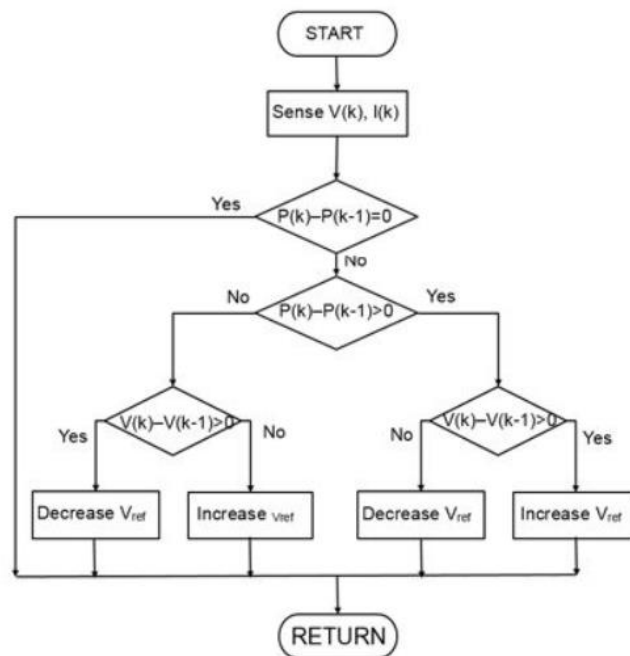 START
Sense V(k), I(k)
Yes
P(k)–P(k-1)=0
No
No
P(k)–P(k-1)>0
Yes
Yes
V(k)–V(k-1)>0
No
No
V(k)–V(k-1)>0
Yes
Decrease Vref
Increase Vref
Decrease Vref
Increase Vref
RETURN